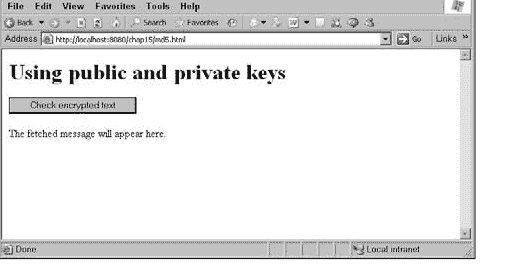 File Edit View Favorites Tools Help
Back Search Favorites
Address http://localhost:8080/chap15/md5.html Go Links »
Using public and private keys
Check encrypted text
The fetched message will appear here.
Done Local intranet